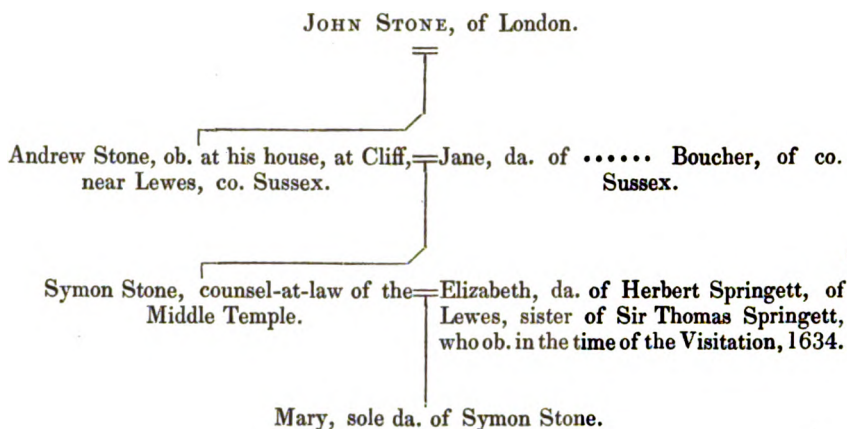 JOHN STONE, of London.
Andrew Stone, ob. at his house, at Cliff,
near Lewes, co. Sussex.
Jane, da. of •••••• Boucher, of co.
Sussex.
Symon Stone, counsel-at-law of the
Middle Temple.
Elizabeth, da. of Herbert Springett, of
Lewes, sister of Sir Thomas Springett,
who ob. in the time of the Visitation, 1634.
Mary, sole da. of Symon Stone.